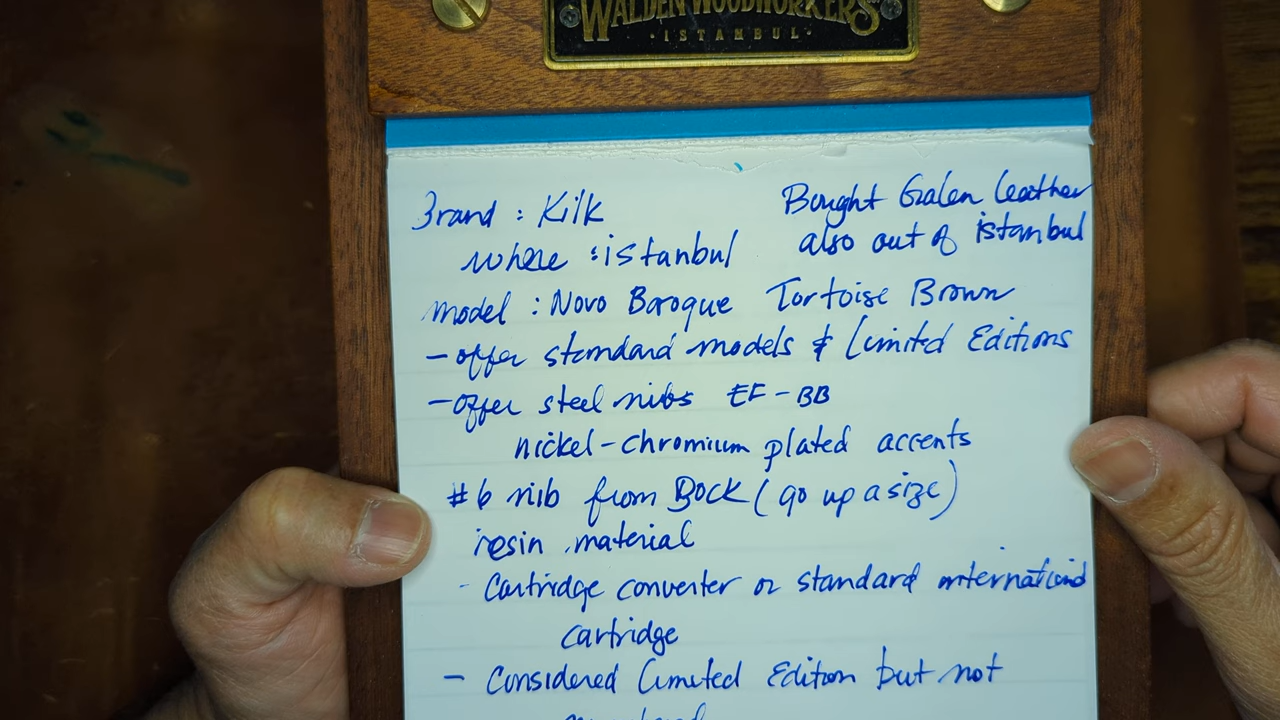 WALDEN WOODWORKERS
· ISTANBUL ·
Brand : Kilk
where : istanbul
Bought Galen Leather
also out of istanbul
model : Novo Baroque Tortoise Brown
- offer standard models & Limited Editions
- offer steel nibs EF - BB
nickel-chromium plated accents
#6 nib from BOCK (go up a size)
resin material
- Cartridge converter or standard international
cartridge
- Considered Limited Edition but not